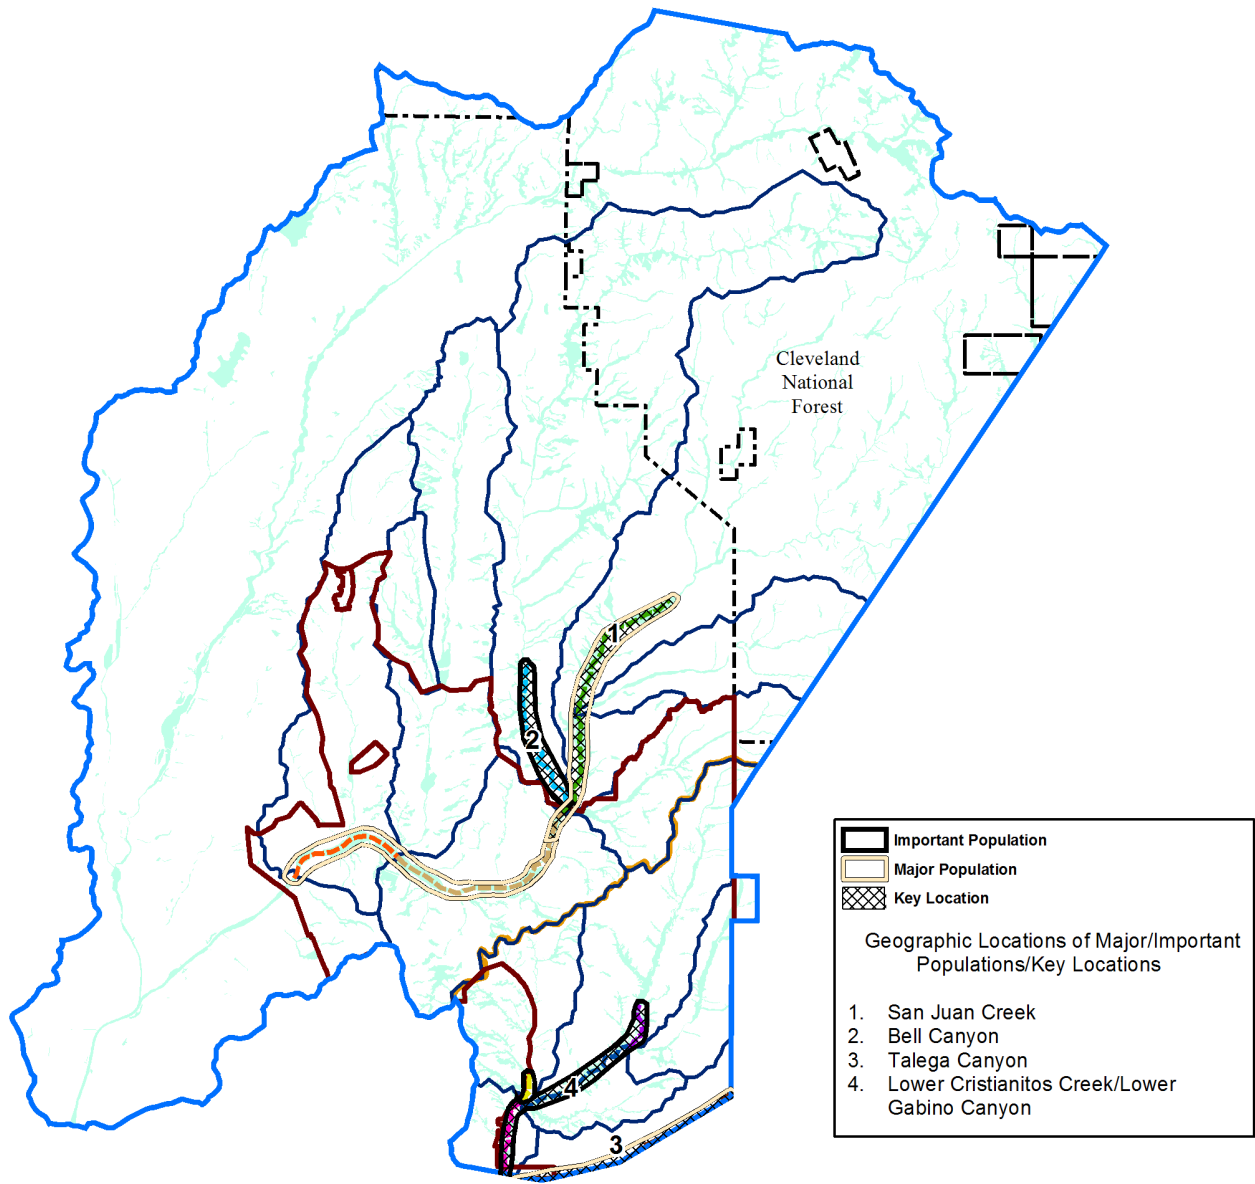 Cleveland
National
Forest
1
2
4
3
Important Population
Major Population
Key Location
Geographic Locations of Major/Important
Populations/Key Locations
1. San Juan Creek
2. Bell Canyon
3. Talega Canyon
4. Lower Cristianitos Creek/Lower
Gabino Canyon